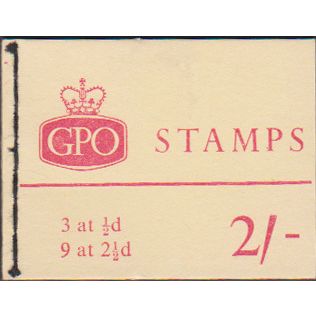 GPO STAMPS
3 at ½d
9 at 2½d
2/-